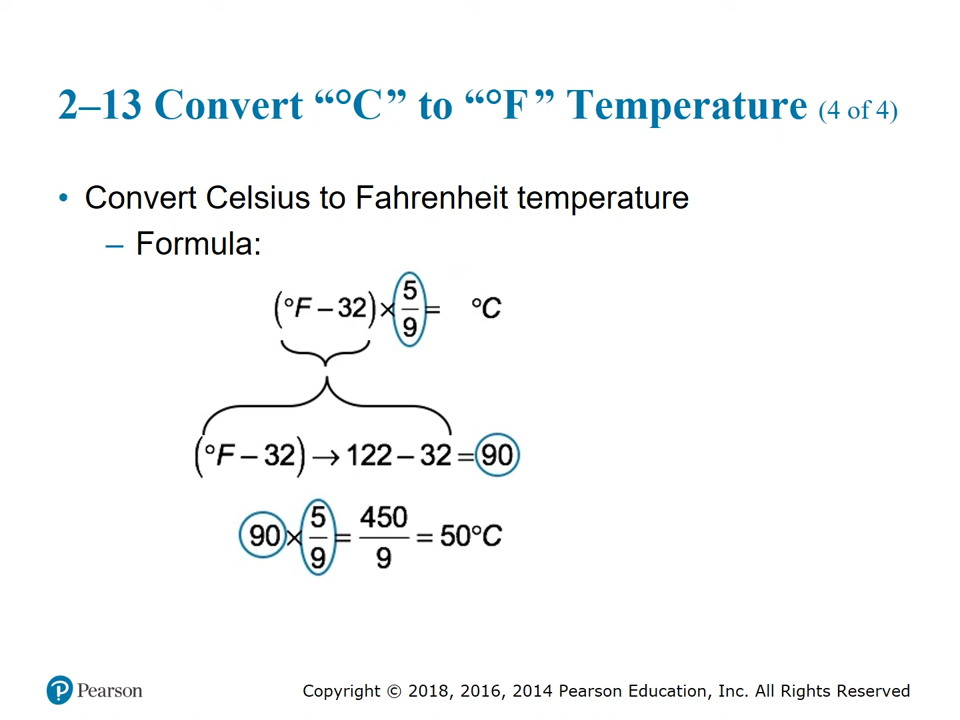 2–13 Convert “°C” to “°F” Temperature (4 of 4)
• Convert Celsius to Fahrenheit temperature
– Formula:
(°F – 32) × 5/9 = °C
(°F – 32) → 122 – 32 = 90
90 × 5/9 = 450/9 = 50°C
Pearson
Copyright © 2018, 2016, 2014 Pearson Education, Inc. All Rights Reserved